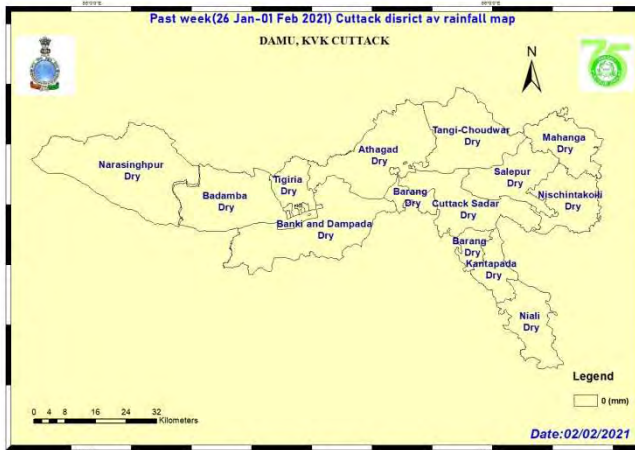 Past week(26 Jan-01 Feb 2021) Cuttack disrict av rainfall map
DAMU, KVK CUTTACK
N
75
Tangi-Choudwar
Dry
Mahanga
Dry
Athagad
Dry
Narasinghpur
Dry
Salepur
Dry
Tigiria
Dry
Badamba
Dry
Barang
Dry
Nischintakoili
Dry
Cuttack Sadar
Dry
Banki and Dampada
Dry
Barang
Dry
Kantapada
Dry
Niali
Dry
Legend
0 (mm)
0 4 8 16 24 32
Kilometers
Date:02/02/2021